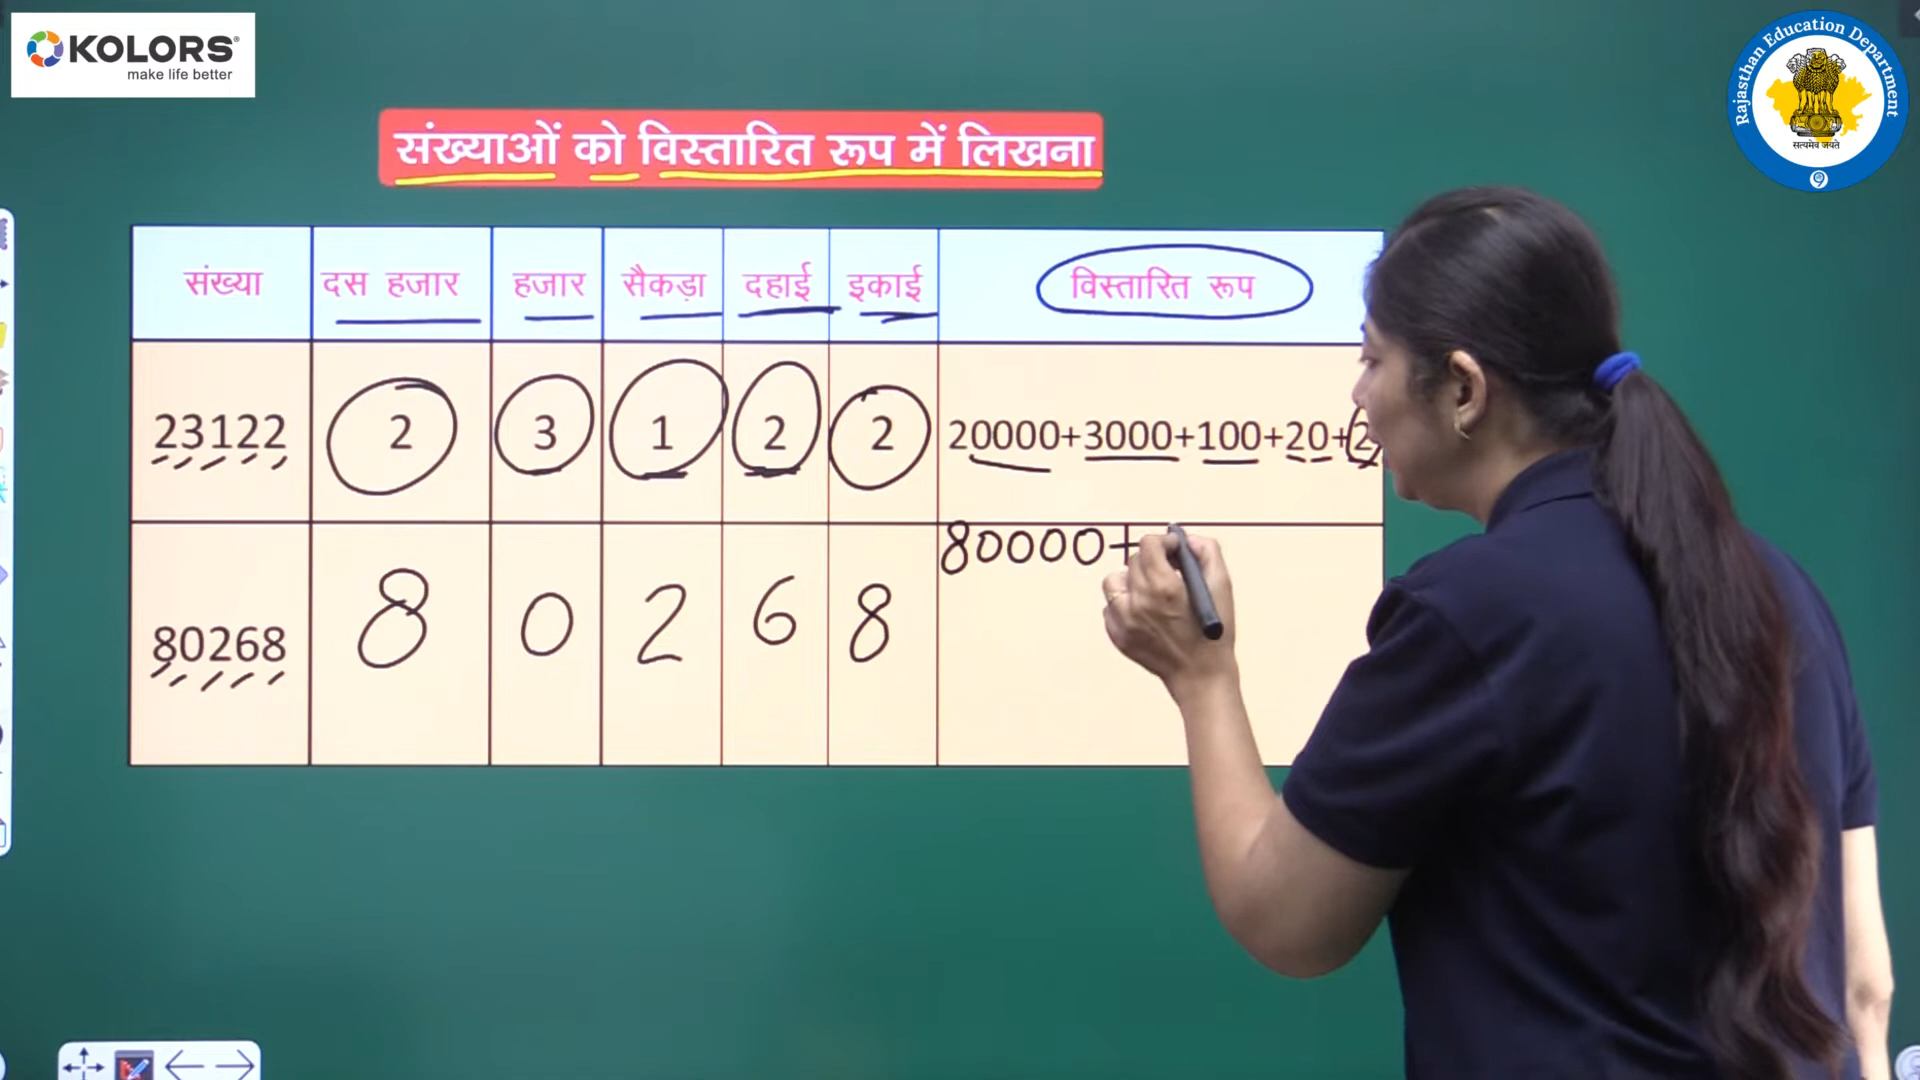 KOLORS®
make life better
Rajasthan Education Department
सत्यमेव जयते
संख्याओं को विस्तारित रूप में लिखना
संख्या दस हजार हजार सैकड़ा दहाई इकाई विस्तारित रूप
23122 2 3 1 2 2 20000+3000+100+20+2
80268 8 0 2 6 8 80000+